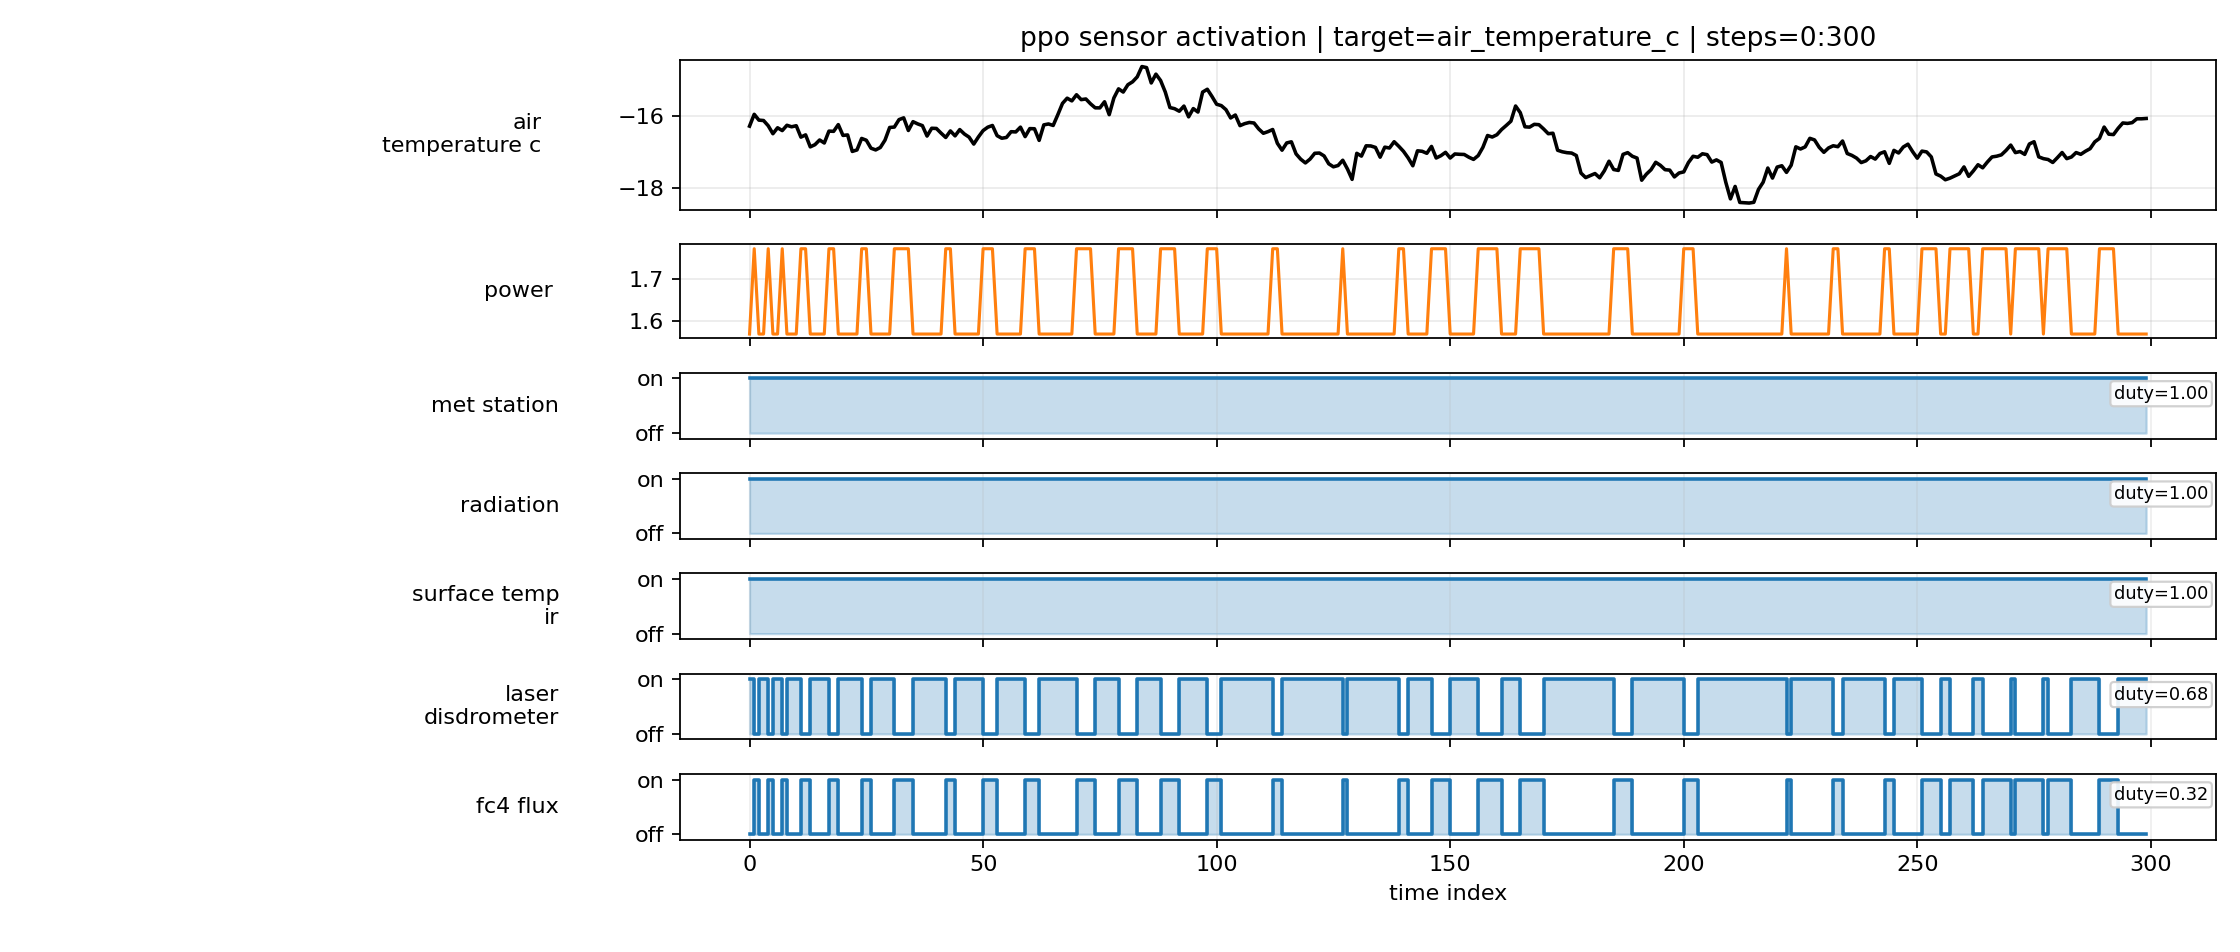 ppo sensor activation | target=air_temperature_c | steps=0:300
air
temperature c
−16
−18
power
1.7
1.6
met station
on
off
duty=1.00
radiation
on
off
duty=1.00
surface temp
ir
on
off
duty=1.00
laser
disdrometer
on
off
duty=0.68
fc4 flux
on
off
duty=0.32
0 50 100 150 200 250 300
time index